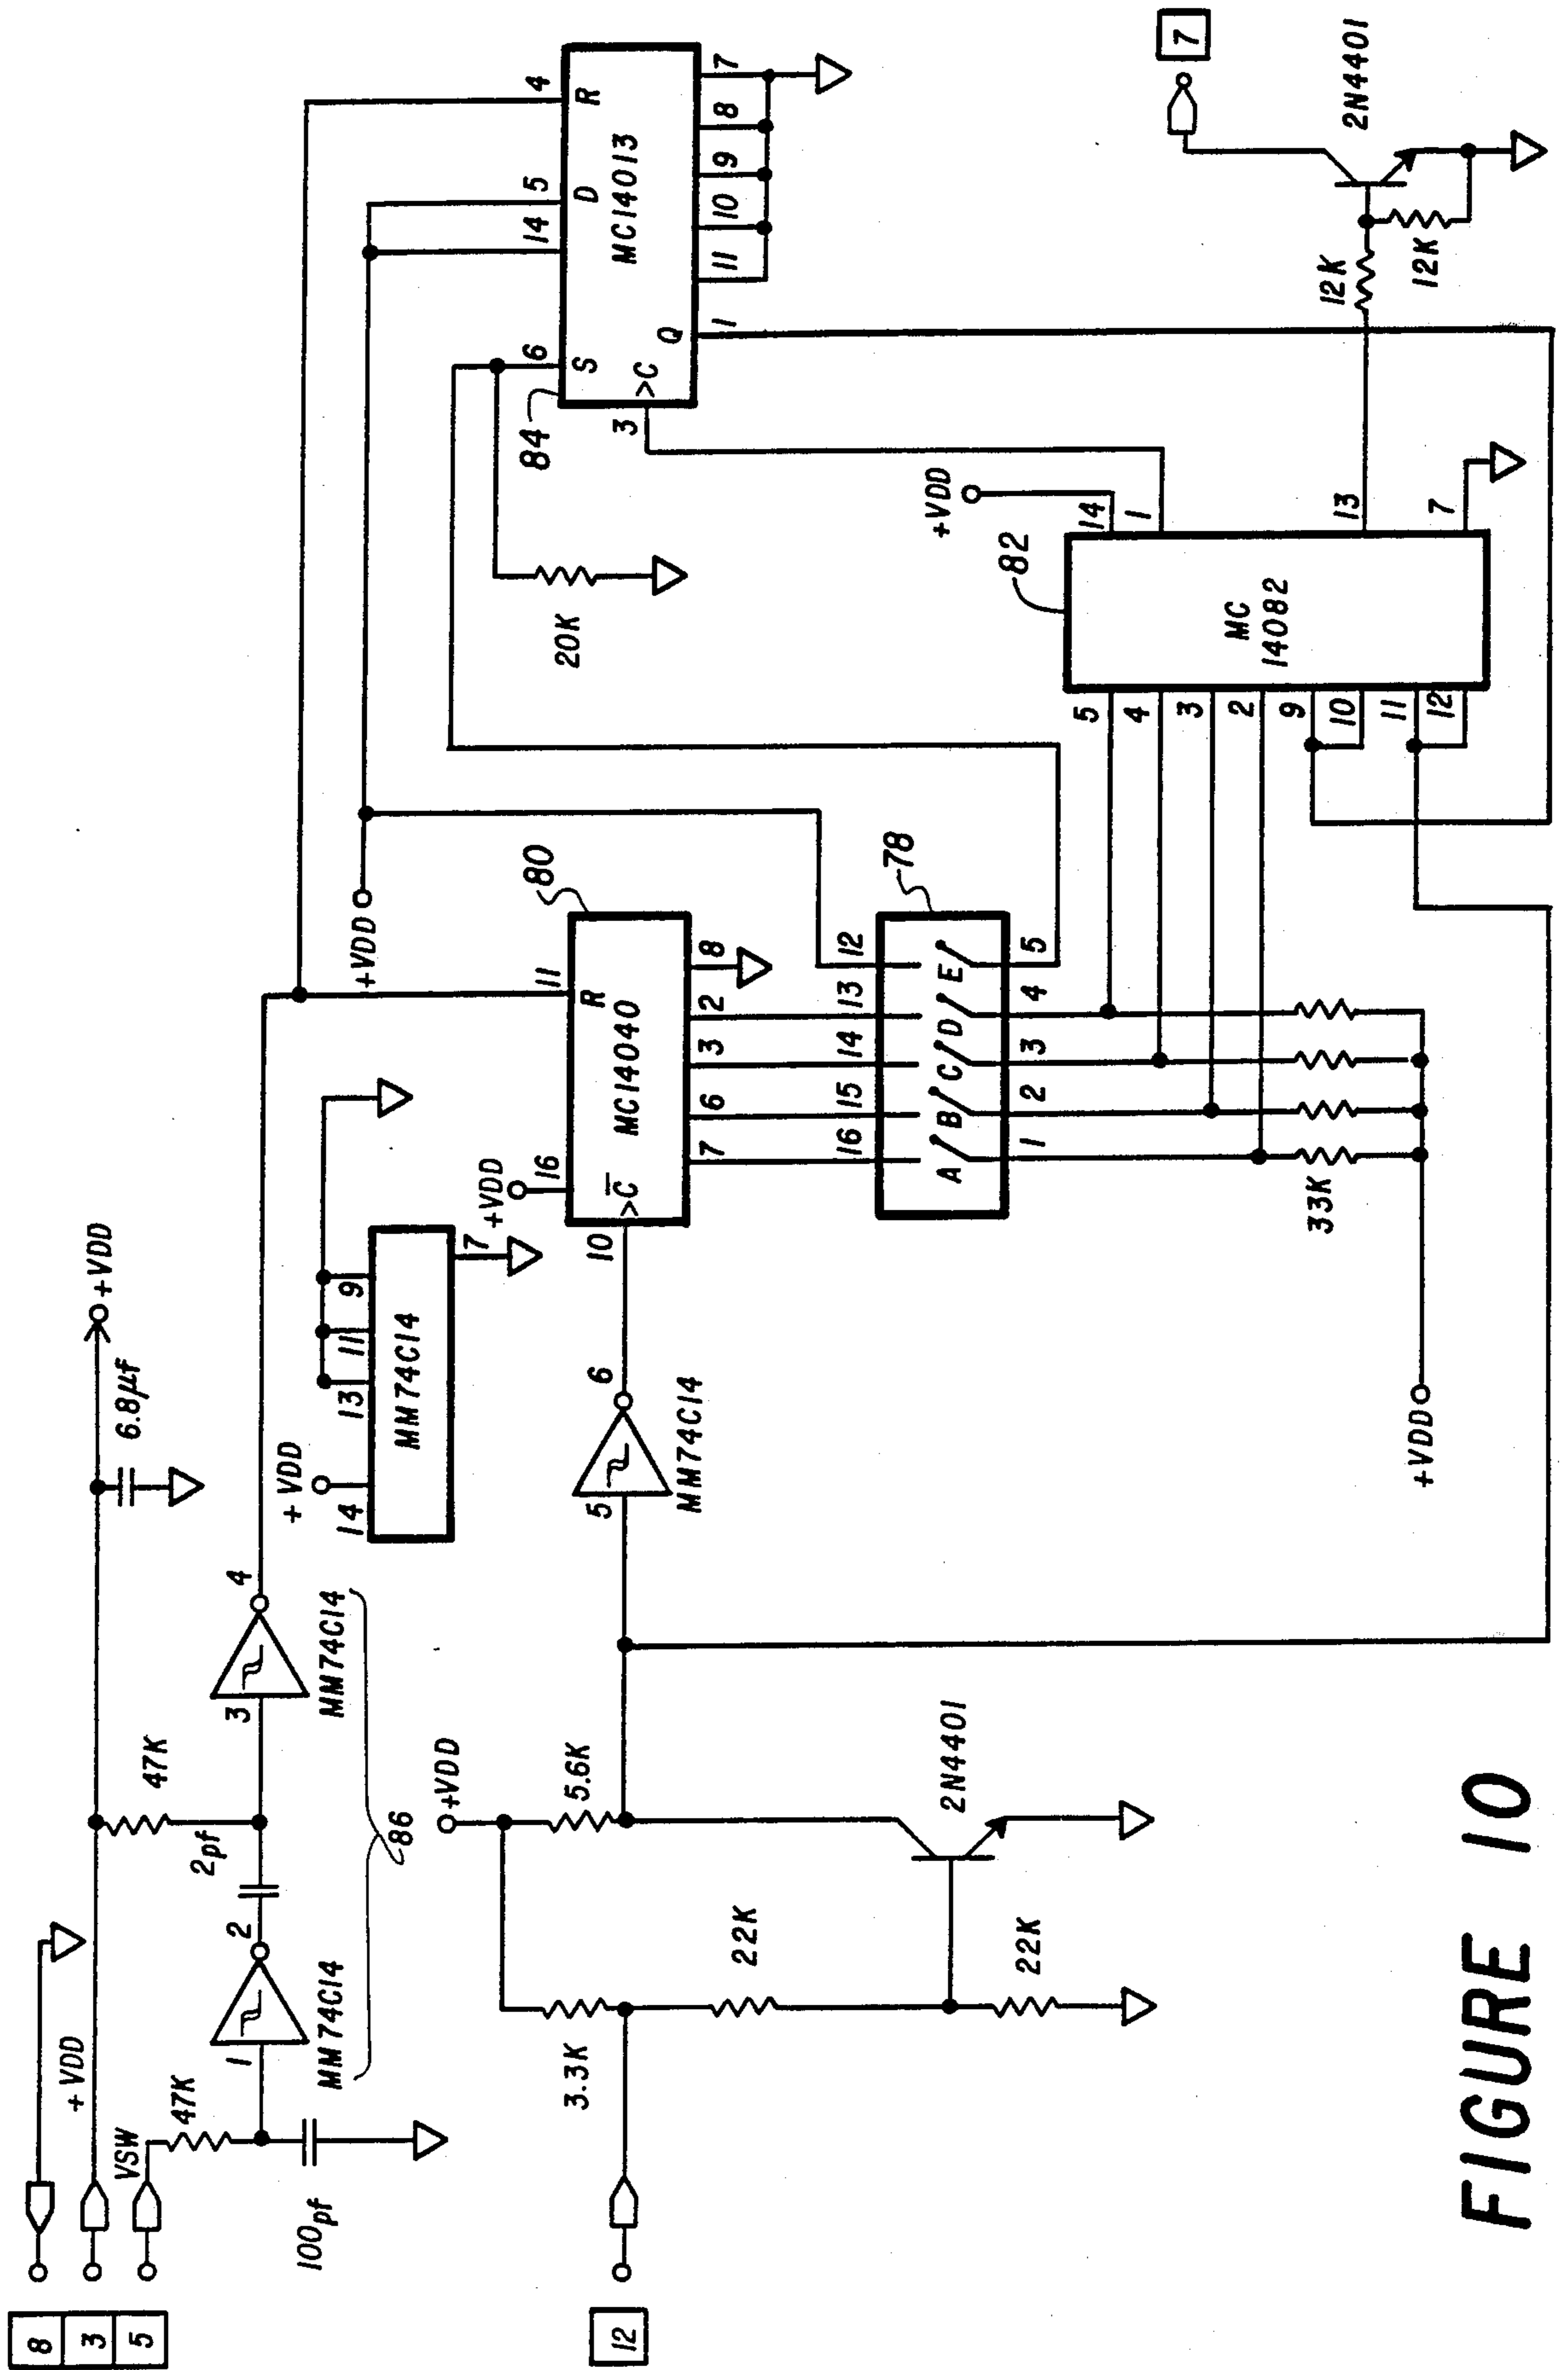 8
3
5
+VDD
VSW
47K
100pf
1
2
MM74C14
2pf
47K
3
4
MM74C14
86
6.8µf
+VDD
+VDD
14
13
11
9
MM74C14
7
12
3.3K
+VDD
5.6K
22K
22K
2N4401
5
6
MM74C14
+VDD
16
10
>C̅
MC14040
R
11
80
7
6
3
2
8
+VDD
16
15
14
13
12
78
A
B
C
D
E
1
2
3
4
5
33K
+VDD
20K
84
6
14
5
4
S
D
R
MC14013
3
>C
Q
1
11
10
9
8
7
+VDD
82
14
1
5
4
3
2
9
10
11
12
MC
14082
13
7
12K
12K
2N4401
7
FIGURE 10